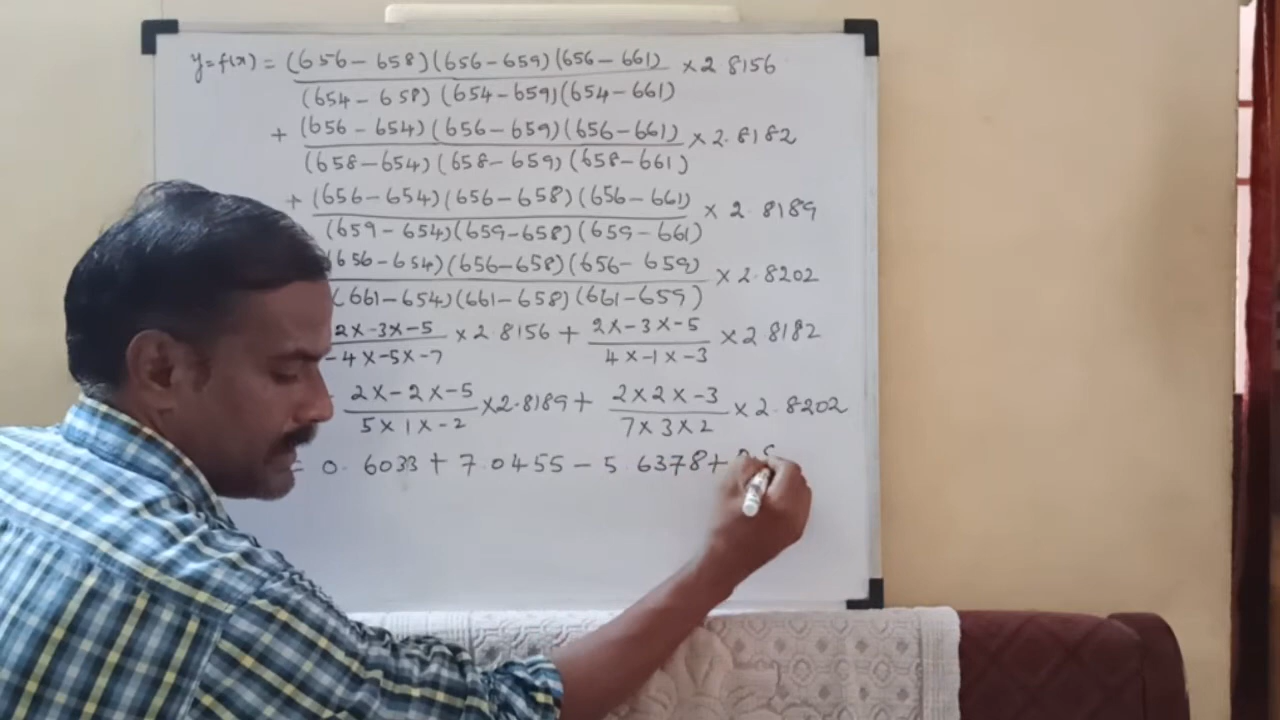 y=f(x) = (656-658)(656-659)(656-661) ×2 8156
(654-658)(654-659)(654-661)
+ (656-654)(656-659)(656-661) ×2.8182
(658-654)(658-659)(658-661)
+ (656-654)(656-658)(656-661) × 2.8189
(659-654)(659-658)(659-661)
656-654)(656-658)(656-659) ×2.8202
(661-654)(661-658)(661-659)
2×-3×-5 ×2.8156 + 2×-3×-5 ×2.8182
-4×-5×-7 4×-1×-3
2×-2×-5 ×2.8189+ 2×2×-3 ×2.8202
5×1×-2 7×3×2
= 0.6033+7.0455-5.6378+